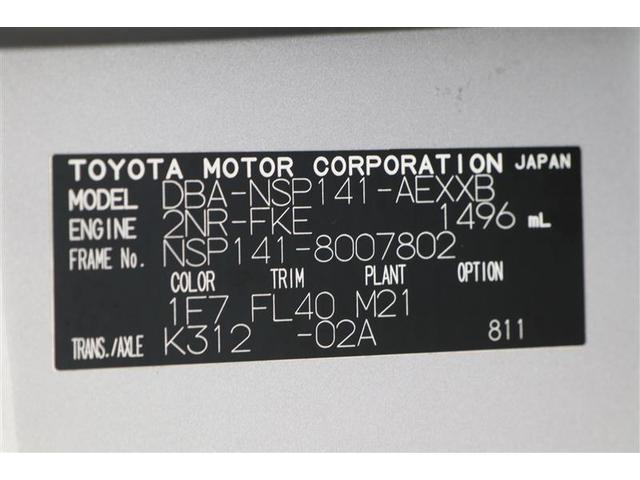 TOYOTA MOTOR CORPORATION JAPAN
MODEL DBA-NSP141-AEXXB
ENGINE 2NR-FKE 1496 mL
FRAME No. NSP141-8007802
COLOR TRIM PLANT OPTION
1F7 FL40 M21
TRANS./AXLE K312 -02A 811